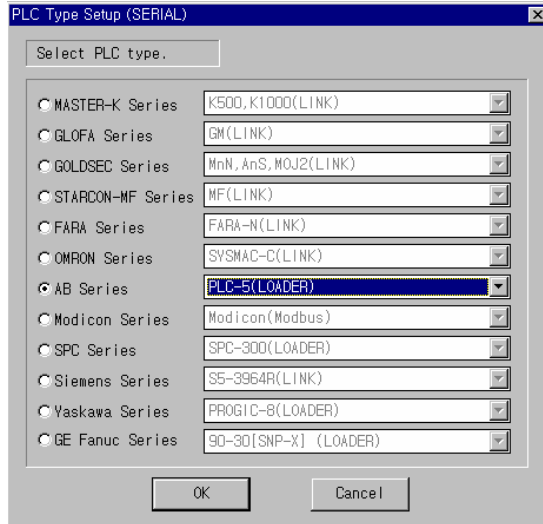 PLC Type Setup (SERIAL)
Select PLC type.
MASTER-K Series K500,K1000(LINK)
GLOFA Series GM(LINK)
GOLDSEC Series MnN,AnS,MOJ2(LINK)
STARCON-MF Series MF(LINK)
FARA Series FARA-N(LINK)
OMRON Series SYSMAC-C(LINK)
AB Series PLC-5(LOADER)
Modicon Series Modicon(Modbus)
SPC Series SPC-300(LOADER)
Siemens Series S5-3964R(LINK)
Yaskawa Series PROGIC-8(LOADER)
GE Fanuc Series 90-30[SNP-X] (LOADER)
OK Cancel